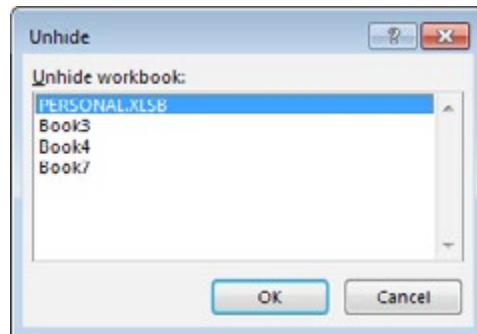 Unhide
Unhide workbook:
PERSONAL.XLSB
Book3
Book4
Book7
OK
Cancel